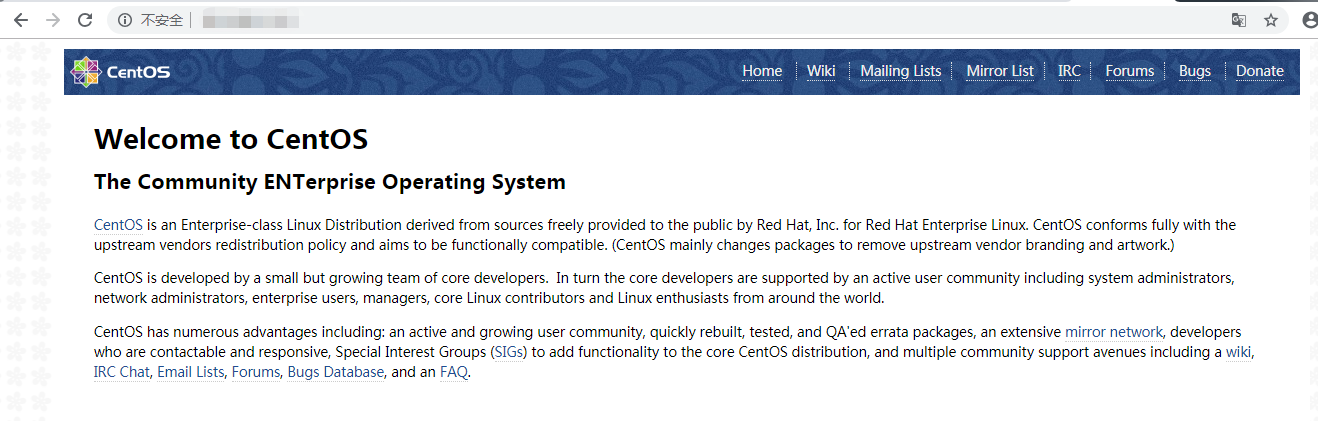 不安全
CentOS Home Wiki Mailing Lists Mirror List IRC Forums Bugs Donate
Welcome to CentOS
The Community ENTerprise Operating System
CentOS is an Enterprise-class Linux Distribution derived from sources freely provided to the public by Red Hat, Inc. for Red Hat Enterprise Linux. CentOS conforms fully with the
upstream vendors redistribution policy and aims to be functionally compatible. (CentOS mainly changes packages to remove upstream vendor branding and artwork.)
CentOS is developed by a small but growing team of core developers. In turn the core developers are supported by an active user community including system administrators,
network administrators, enterprise users, managers, core Linux contributors and Linux enthusiasts from around the world.
CentOS has numerous advantages including: an active and growing user community, quickly rebuilt, tested, and QA'ed errata packages, an extensive mirror network, developers
who are contactable and responsive, Special Interest Groups (SIGs) to add functionality to the core CentOS distribution, and multiple community support avenues including a wiki,
IRC Chat, Email Lists, Forums, Bugs Database, and an FAQ.